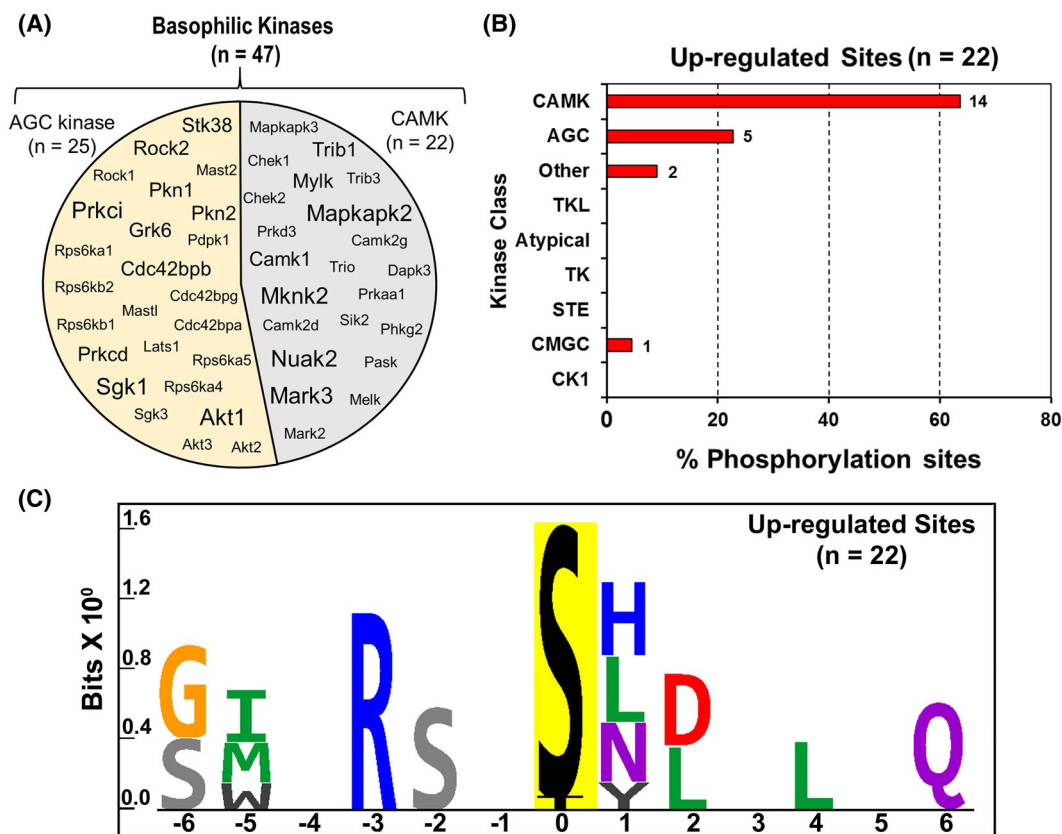 (A)
Basophilic Kinases
(n = 47)
AGC kinase
(n = 25)
CAMK
(n = 22)
Stk38
Rock2
Rock1
Mast2
Pkn1
Prkci
Pkn2
Grk6
Pdpk1
Rps6ka1
Cdc42bpb
Rps6kb2
Cdc42bpg
Mastl
Rps6kb1
Cdc42bpa
Lats1
Prkcd
Rps6ka5
Sgk1
Rps6ka4
Sgk3
Akt1
Akt3
Akt2
Mapkapk3
Trib1
Chek1
Mylk
Trib3
Chek2
Mapkapk2
Prkd3
Camk2g
Camk1
Trio
Dapk3
Mknk2
Prkaa1
Camk2d
Sik2
Phkg2
Nuak2
Pask
Mark3
Melk
Mark2
(B)
Up-regulated Sites (n = 22)
Kinase Class
CAMK 14
AGC 5
Other 2
TKL
Atypical
TK
STE
CMGC 1
CK1
0 20 40 60 80
% Phosphorylation sites
(C)
Up-regulated Sites
(n = 22)
Bits X 10⁰
1.6
1.2
0.8
0.4
0.0
G
S
I
M
W
R
S
S
T
H
L
N
Y
D
L
L
Q
-6 -5 -4 -3 -2 -1 0 1 2 3 4 5 6